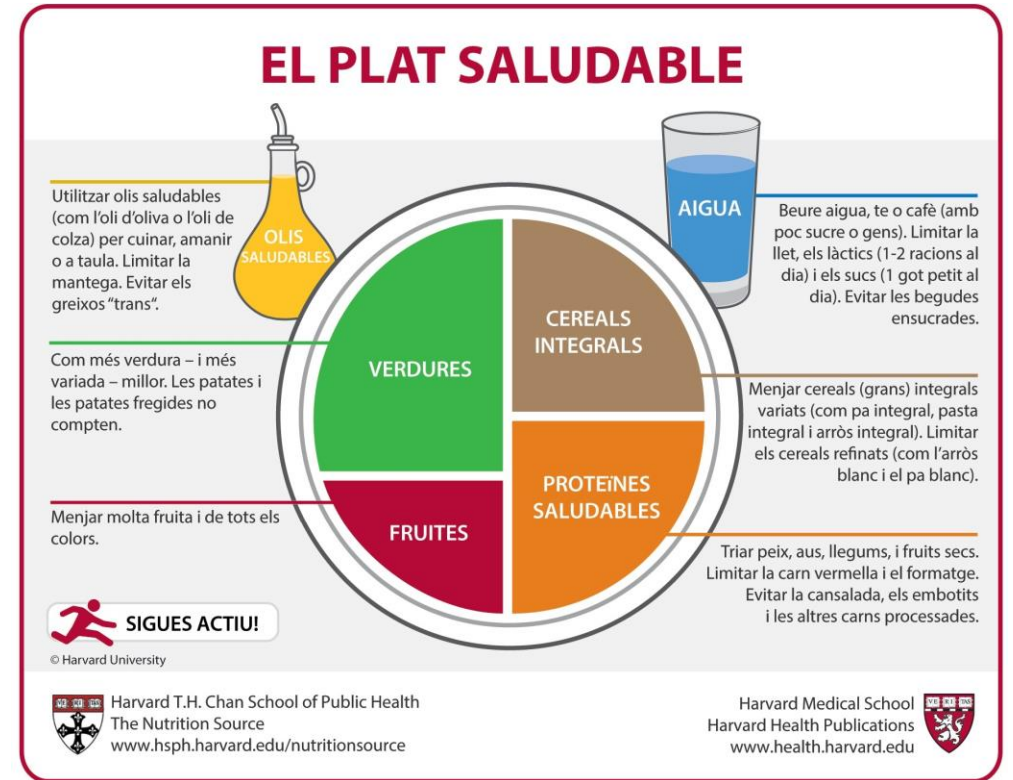 EL PLAT SALUDABLE
Utilitzar olis saludables
(com l’oli d’oliva o l’oli de
colza) per cuinar, amanir
o a taula. Limitar la
mantega. Evitar els
greixos “trans“.
OLIS
SALUDABLES
AIGUA
Beure aigua, te o cafè (amb
poc sucre o gens). Limitar la
llet, els làctics (1-2 racions al
dia) i els sucs (1 got petit al
dia). Evitar les begudes
ensucrades.
Com més verdura – i més
variada – millor. Les patates i
les patates fregides no
compten.
VERDURES
CEREALS
INTEGRALS
Menjar cereals (grans) integrals
variats (com pa integral, pasta
integral i arròs integral). Limitar
els cereals refinats (com l’arròs
blanc i el pa blanc).
Menjar molta fruita i de tots els
colors.
FRUITES
PROTEïNES
SALUDABLES
Triar peix, aus, llegums, i fruits secs.
Limitar la carn vermella i el formatge.
Evitar la cansalada, els embotits
i les altres carns processades.
SIGUES ACTIU!
© Harvard University
Harvard T.H. Chan School of Public Health
The Nutrition Source
www.hsph.harvard.edu/nutritionsource
Harvard Medical School
Harvard Health Publications
www.health.harvard.edu
VE RI TAS